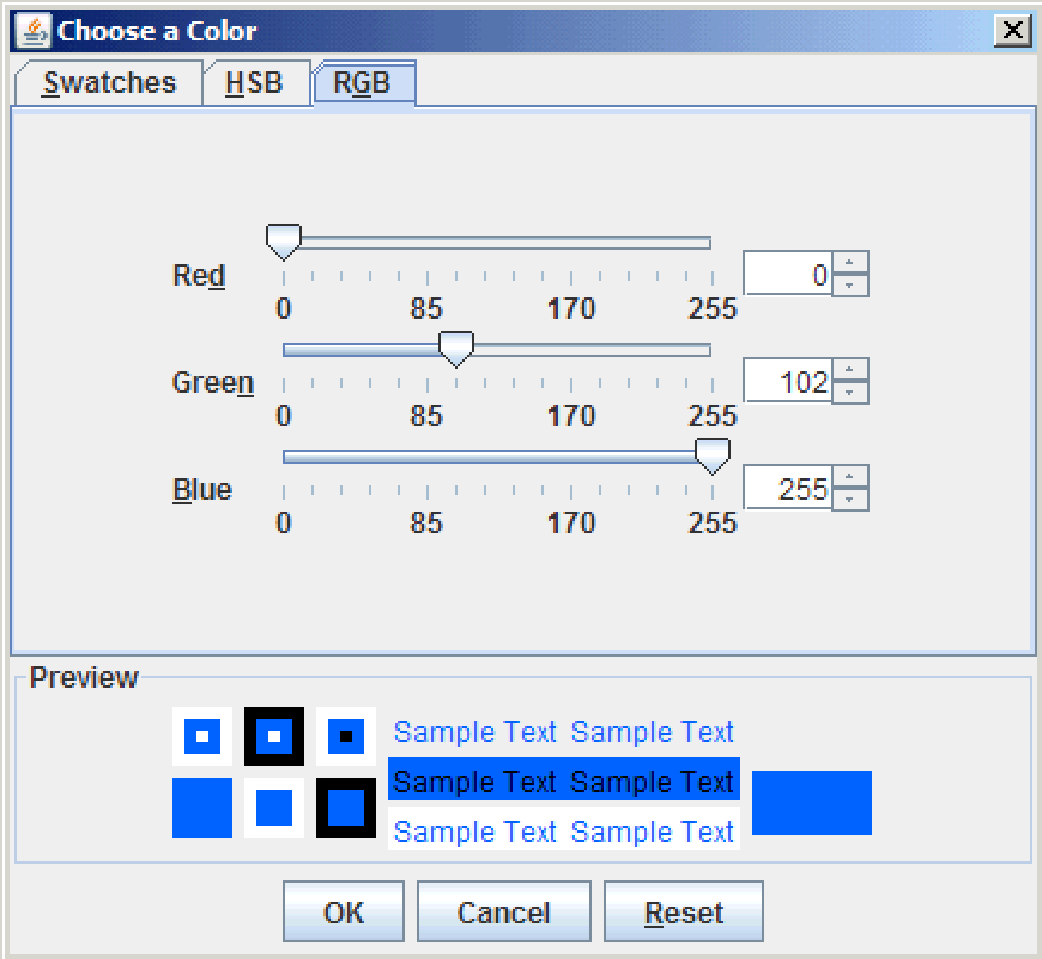 Choose a Color
Swatches HSB RGB
Red 0
0 85 170 255
Green 102
0 85 170 255
Blue 255
0 85 170 255
Preview
Sample Text Sample Text
Sample Text Sample Text
Sample Text Sample Text
OK Cancel Reset